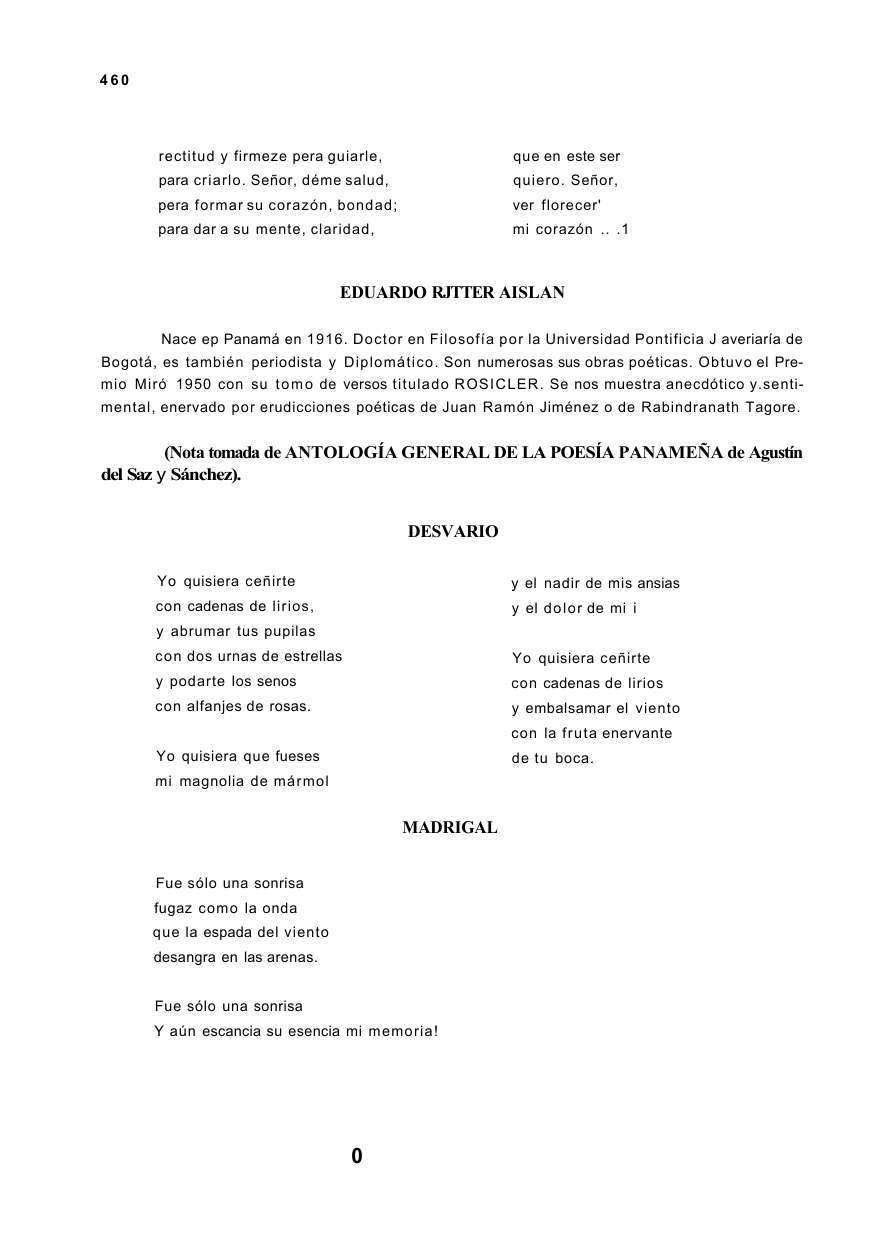 460
rectitud y firmeze pera guiarle,
para criarlo. Señor, déme salud,
pera formar su corazón, bondad;
para dar a su mente, claridad,
que en este ser
quiero. Señor,
ver florecer'
mi corazón .. .1
EDUARDO RJTTER AISLAN
Nace ep Panamá en 1916. Doctor en Filosofía por la Universidad Pontificia J averiaría de
Bogotá, es también periodista y Diplomático. Son numerosas sus obras poéticas. Obtuvo el Pre-
mio Miró 1950 con su tomo de versos titulado ROSICLER. Se nos muestra anecdótico y.senti-
mental, enervado por erudicciones poéticas de Juan Ramón Jiménez o de Rabindranath Tagore.
(Nota tomada de ANTOLOGÍA GENERAL DE LA POESÍA PANAMEÑA de Agustín
del Saz y Sánchez).
DESVARIO
Yo quisiera ceñirte
con cadenas de lirios,
y abrumar tus pupilas
con dos urnas de estrellas
y podarte los senos
con alfanjes de rosas.
Yo quisiera que fueses
mi magnolia de mármol
y el nadir de mis ansias
y el dolor de mi i
Yo quisiera ceñirte
con cadenas de lirios
y embalsamar el viento
con la fruta enervante
de tu boca.
MADRIGAL
Fue sólo una sonrisa
fugaz como la onda
que la espada del viento
desangra en las arenas.
Fue sólo una sonrisa
Y aún escancia su esencia mi memoria!
0